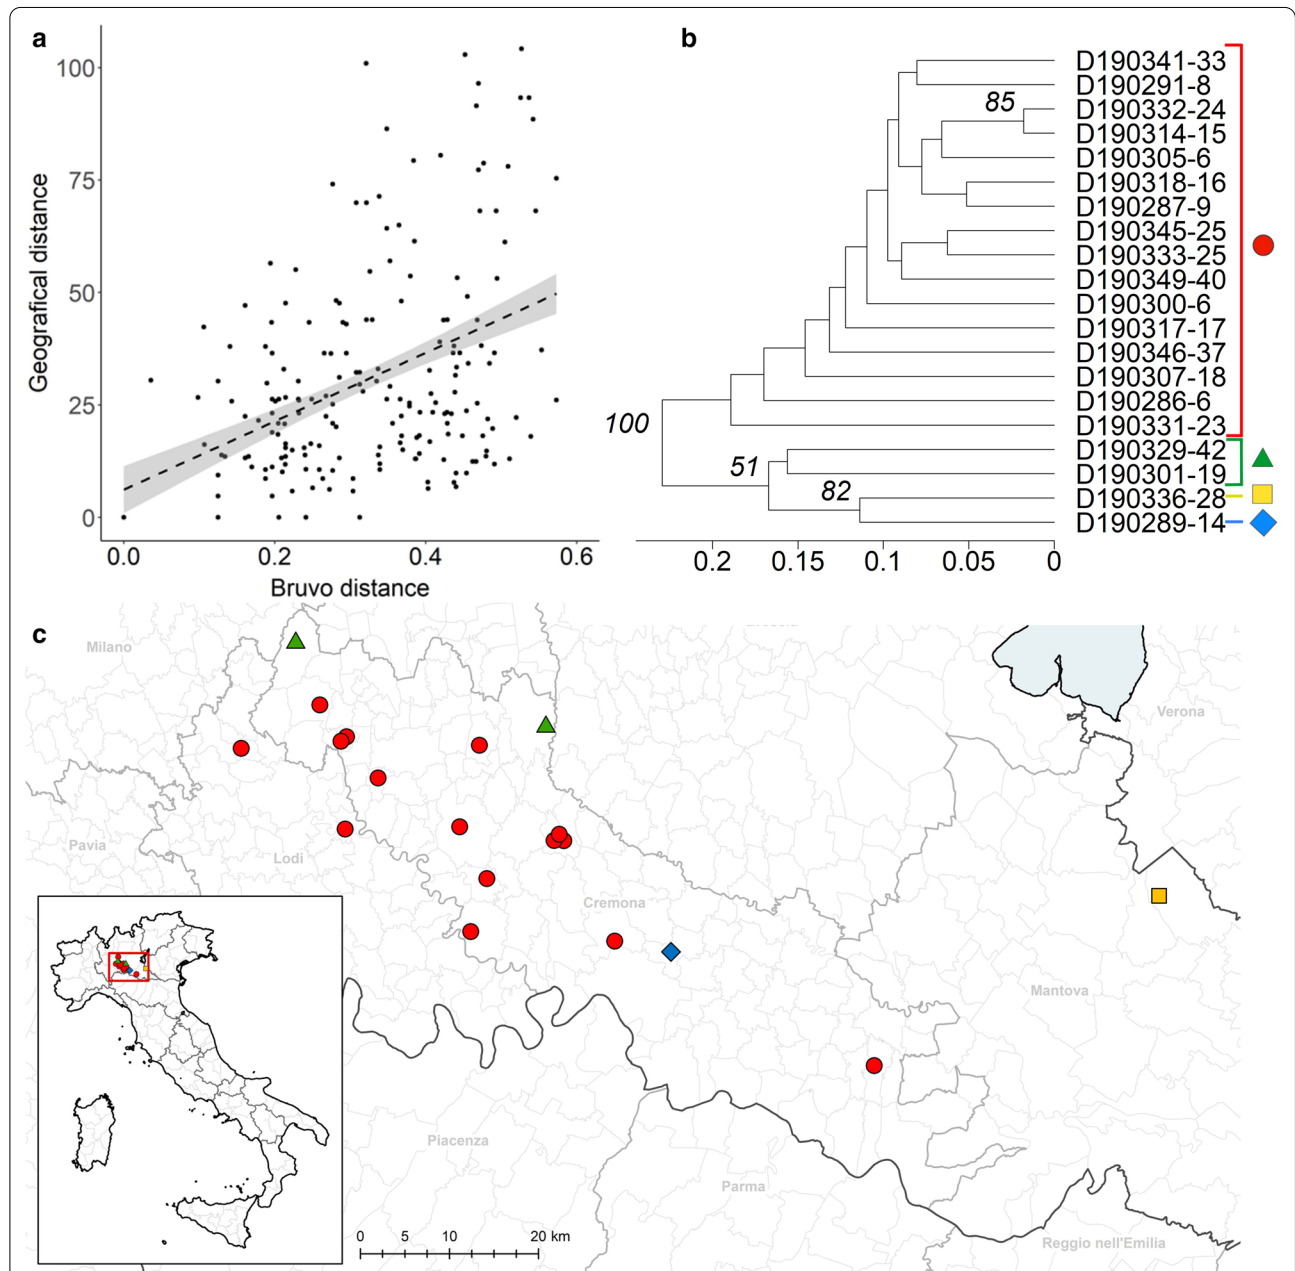 a
100
75
50
25
0
Geografical distance
0.0
0.2
0.4
0.6
Bruvo distance
b
D190341-33
D190291-8
85
D190332-24
D190314-15
D190305-6
D190318-16
D190287-9
D190345-25
D190333-25
D190349-40
D190300-6
D190317-17
D190346-37
D190307-18
D190286-6
100
D190331-23
D190329-42
51
D190301-19
82
D190336-28
D190289-14
0.2
0.15
0.1
0.05
0
c
Milano
Verona
Pavia
Lodi
Cremona
Mantova
Piacenza
Parma
Reggio nell'Emilia
0 5 10 20 km